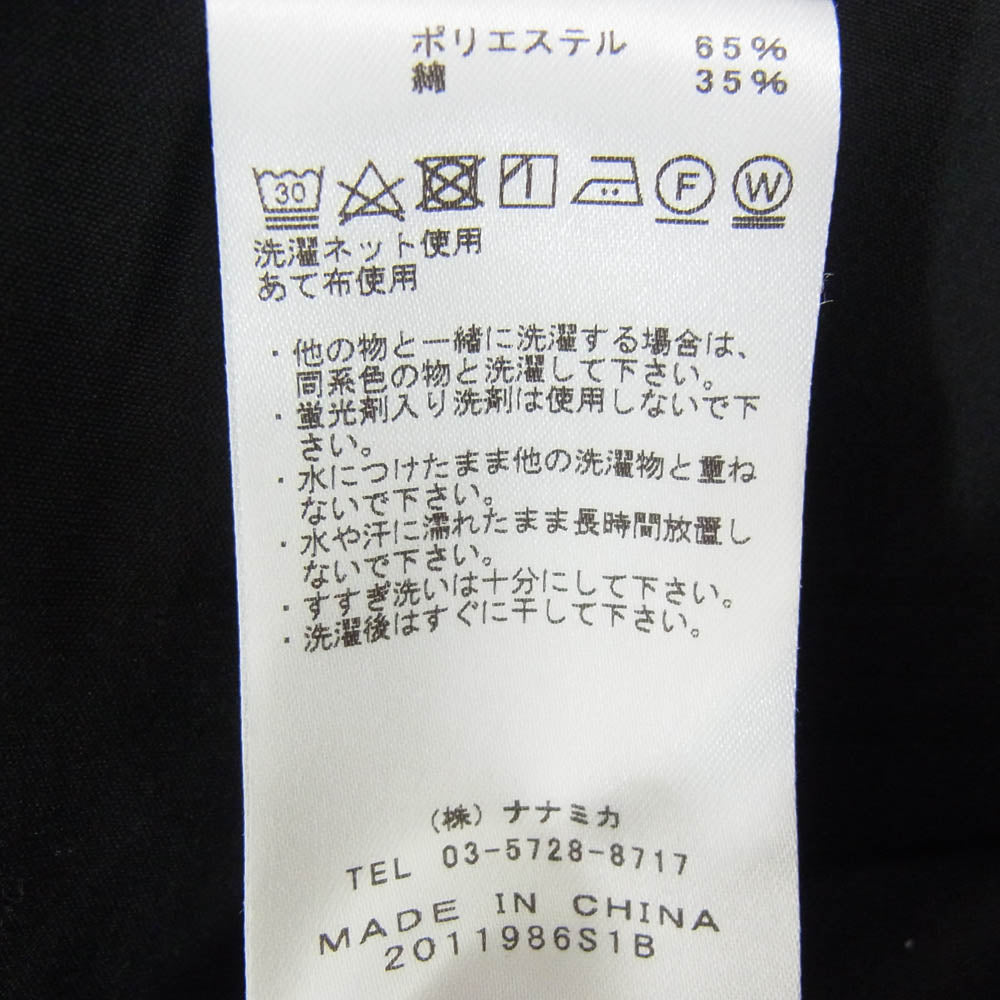 ポリエステル 65%
綿 35%
30 F W
洗濯ネット使用
あて布使用
・他の物と一緒に洗濯する場合は、
同系色の物と洗濯して下さい。
・蛍光剤入り洗剤は使用しないで下
さい。
・水につけたまま他の洗濯物と重ね
ないで下さい。
・水や汗に濡れたまま長時間放置し
ないで下さい。
・すすぎ洗いは十分にして下さい。
・洗濯後はすぐに干して下さい。
(株)ナナミカ
TEL 03-5728-8717
MADE IN CHINA
2011986S1B